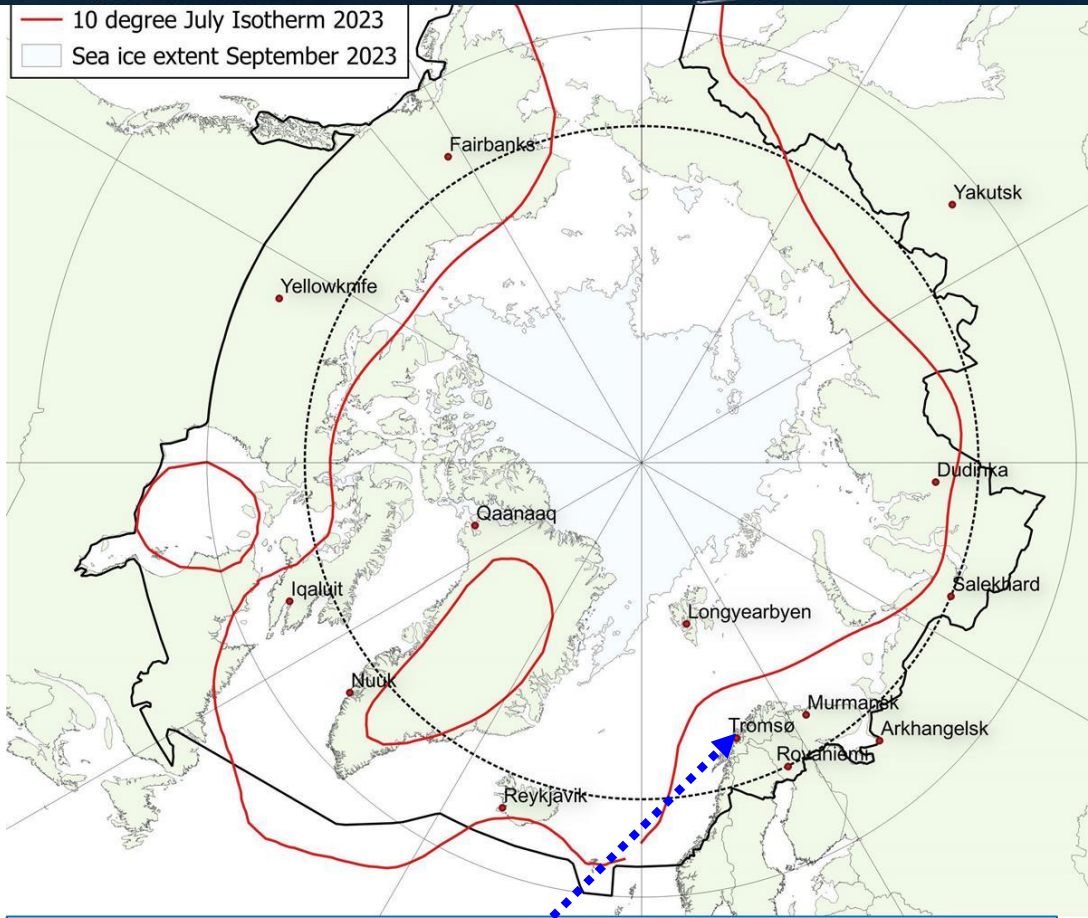 10 degree July Isotherm 2023
Sea ice extent September 2023
Fairbanks
Yakutsk
Yellowknife
Dudinka
Qaanaaq
Salekhard
Iqaluit
Longyearbyen
Nuuk
Murmansk
Tromsø
Arkhangelsk
Rovaniemi
Reykjavik